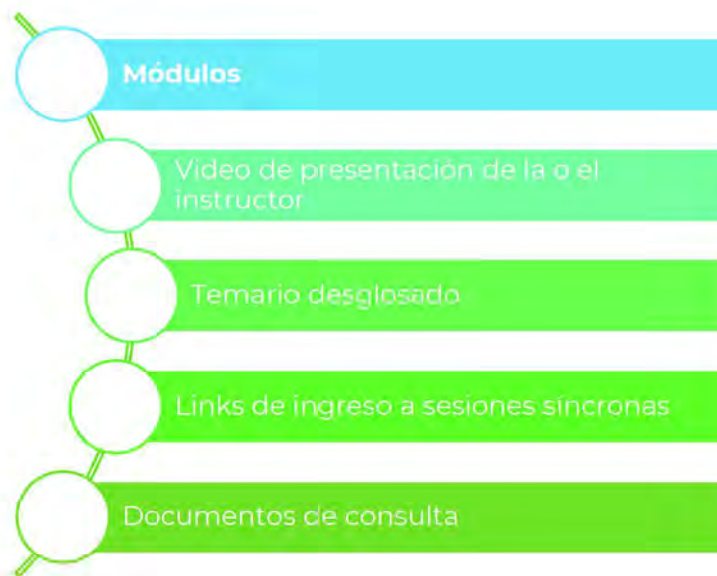 Módulos
Video de presentación de la o el
instructor
Temario desglosado
Links de ingreso a sesiones síncronas
Documentos de consulta